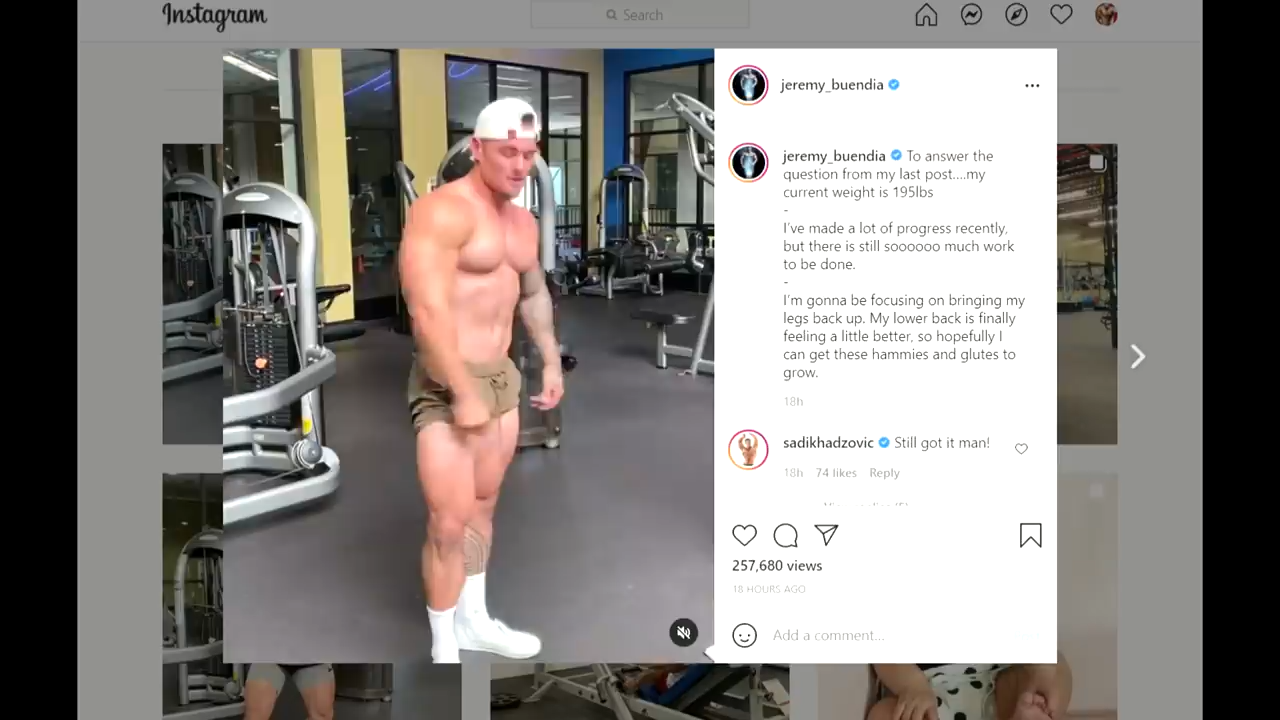 Instagram
Search
jeremy_buendia
jeremy_buendia To answer the
question from my last post....my
current weight is 195lbs
-
I've made a lot of progress recently,
but there is still soooooo much work
to be done.
-
I'm gonna be focusing on bringing my
legs back up. My lower back is finally
feeling a little better, so hopefully I
can get these hammies and glutes to
grow.
18h
sadikhadzovic Still got it man!
18h 74 likes Reply
257,680 views
18 HOURS AGO
Add a comment...